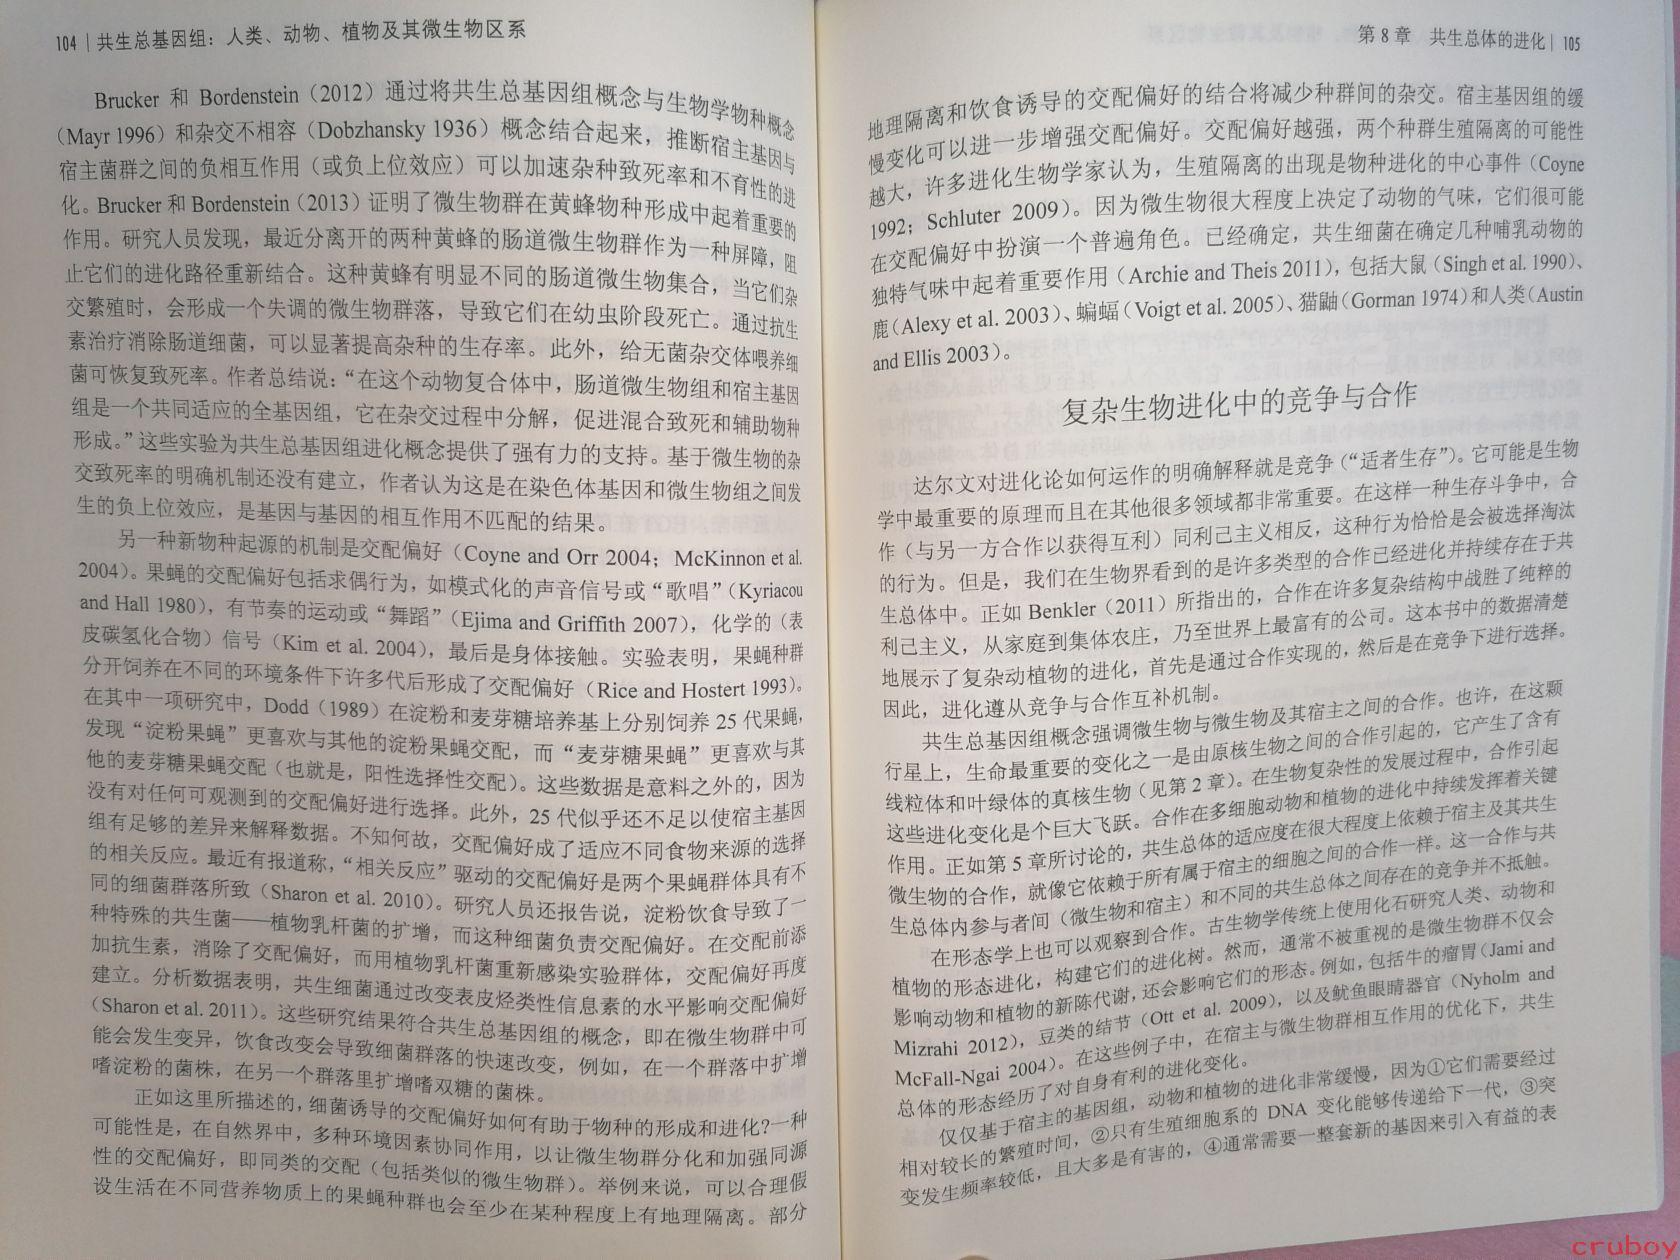 104 | 共生总基因组：人类、动物、植物及其微生物区系
Brucker 和 Bordenstein（2012）通过将共生总基因组概念与生物学物种概念
（Mayr 1996）和杂交不相容（Dobzhansky 1936）概念结合起来，推断宿主基因与
宿主菌群之间的负相互作用（或负上位效应）可以加速杂种致死率和不育性的进
化。Brucker 和 Bordenstein（2013）证明了微生物群在黄蜂物种形成中起着重要的
作用。研究人员发现，最近分离开的两种黄蜂的肠道微生物群作为一种屏障，阻
止它们的进化路径重新结合。这种黄蜂有明显不同的肠道微生物集合，当它们杂
交繁殖时，会形成一个失调的微生物群落，导致它们在幼虫阶段死亡。通过抗生
素治疗消除肠道细菌，可以显著提高杂种的生存率。此外，给无菌杂交体喂养细
菌可恢复致死率。作者总结说：“在这个动物复合体中，肠道微生物组和宿主基因
组是一个共同适应的全基因组，它在杂交过程中分解，促进混合致死和辅助物种
形成。”这些实验为共生总基因组进化概念提供了强有力的支持。基于微生物的杂
交致死率的明确机制还没有建立，作者认为这是在染色体基因和微生物组之间发
生的负上位效应，是基因与基因的相互作用不匹配的结果。
另一种新物种起源的机制是交配偏好（Coyne and Orr 2004；McKinnon et al.
2004）。果蝇的交配偏好包括求偶行为，如模式化的声音信号或“歌唱”（Kyriacou
and Hall 1980），有节奏的运动或“舞蹈”（Ejima and Griffith 2007），化学的（表
皮碳氢化合物）信号（Kim et al. 2004），最后是身体接触。实验表明，果蝇种群
分开饲养在不同的环境条件下许多代后形成了交配偏好（Rice and Hostert 1993）。
在其中一项研究中，Dodd（1989）在淀粉和麦芽糖培养基上分别饲养 25 代果蝇，
发现“淀粉果蝇”更喜欢与其他的淀粉果蝇交配，而“麦芽糖果蝇”更喜欢与其
他的麦芽糖果蝇交配（也就是，阳性选择性交配）。这些数据是意料之外的，因为
没有对任何可观测到的交配偏好进行选择。此外，25 代似乎还不足以使宿主基因
组有足够的差异来解释数据。不知何故，交配偏好成了适应不同食物来源的选择
的相关反应。最近有报道称，“相关反应”驱动的交配偏好是两个果蝇群体具有不
同的细菌群落所致（Sharon et al. 2010）。研究人员还报告说，淀粉饮食导致了一
种特殊的共生菌——植物乳杆菌的扩增，而这种细菌负责交配偏好。在交配前添
加抗生素，消除了交配偏好，而用植物乳杆菌重新感染实验群体，交配偏好再度
建立。分析数据表明，共生细菌通过改变表皮烃类性信息素的水平影响交配偏好
（Sharon et al. 2011）。这些研究结果符合共生总基因组的概念，即在微生物群中可
能会发生变异，饮食改变会导致细菌群落的快速改变，例如，在一个群落中扩增
嗜淀粉的菌株，在另一个群落里扩增嗜双糖的菌株。
正如这里所描述的，细菌诱导的交配偏好如何有助于物种的形成和进化?一种
可能性是，在自然界中，多种环境因素协同作用，以让微生物群分化和加强同源
性的交配偏好，即同类的交配（包括类似的微生物群）。举例来说，可以合理假
设生活在不同营养物质上的果蝇种群也会至少在某种程度上有地理隔离。部分
第 8 章　共生总体的进化 | 105
地理隔离和饮食诱导的交配偏好的结合将减少种群间的杂交。宿主基因组的缓
慢变化可以进一步增强交配偏好。交配偏好越强，两个种群生殖隔离的可能性
越大，许多进化生物学家认为，生殖隔离的出现是物种进化的中心事件（Coyne
1992；Schluter 2009）。因为微生物很大程度上决定了动物的气味，它们很可能
在交配偏好中扮演一个普遍角色。已经确定，共生细菌在确定几种哺乳动物的
独特气味中起着重要作用（Archie and Theis 2011），包括大鼠（Singh et al. 1990）、
鹿（Alexy et al. 2003）、蝙蝠（Voigt et al. 2005）、猫鼬（Gorman 1974）和人类（Austin
and Ellis 2003）。
复杂生物进化中的竞争与合作
达尔文对进化论如何运作的明确解释就是竞争（“适者生存”）。它可能是生物
学中最重要的原理而且在其他很多领域都非常重要。在这样一种生存斗争中，合
作（与另一方合作以获得互利）同利己主义相反，这种行为恰恰是会被选择淘汰
的行为。但是，我们在生物界看到的是许多类型的合作已经进化并持续存在于共
生总体中。正如 Benkler（2011）所指出的，合作在许多复杂结构中战胜了纯粹的
利己主义，从家庭到集体农庄，乃至世界上最富有的公司。这本书中的数据清楚
地展示了复杂动植物的进化，首先是通过合作实现的，然后是在竞争下进行选择。
因此，进化遵从竞争与合作互补机制。
共生总基因组概念强调微生物与微生物及其宿主之间的合作。也许，在这颗
行星上，生命最重要的变化之一是由原核生物之间的合作引起的，它产生了含有
线粒体和叶绿体的真核生物（见第 2 章）。在生物复杂性的发展过程中，合作引起
这些进化变化是个巨大飞跃。合作在多细胞动物和植物的进化中持续发挥着关键
作用。正如第 5 章所讨论的，共生总体的适应度在很大程度上依赖于宿主及其共生
微生物的合作，就像它依赖于所有属于宿主的细胞之间的合作一样。这一合作与共
生总体内参与者间（微生物和宿主）和不同的共生总体之间存在的竞争并不抵触。
在形态学上也可以观察到合作。古生物学传统上使用化石研究人类、动物和
植物的形态进化，构建它们的进化树。然而，通常不被重视的是微生物群不仅会
影响动物和植物的新陈代谢，还会影响它们的形态。例如，包括牛的瘤胃（Jami and
Mizrahi 2012），豆类的结节（Ott et al. 2009），以及鱿鱼眼睛器官（Nyholm and
McFall-Ngai 2004）。在这些例子中，在宿主与微生物群相互作用的优化下，共生
总体的形态经历了对自身有利的进化变化。
仅仅基于宿主的基因组，动物和植物的进化非常缓慢，因为①它们需要经过
相对较长的繁殖时间，②只有生殖细胞系的 DNA 变化能够传递给下一代，③突
变发生频率较低，且大多是有害的，④通常需要一整套新的基因来引入有益的表
cruboy